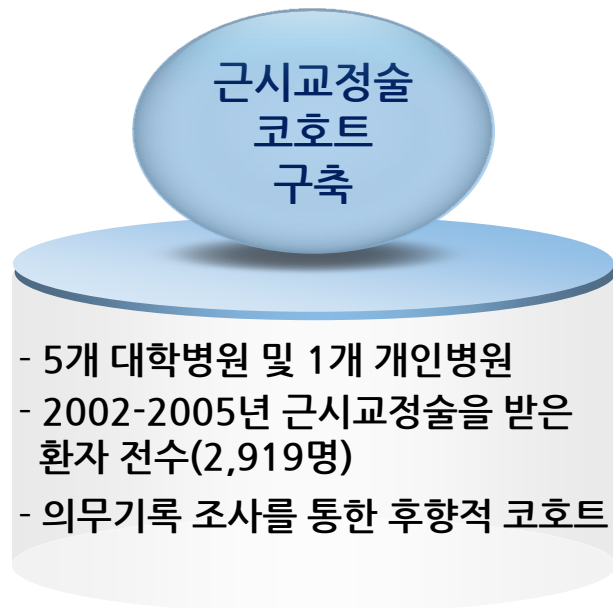 근시교정술
코호트
구축
- 5개 대학병원 및 1개 개인병원
- 2002-2005년 근시교정술을 받은
환자 전수(2,919명)
- 의무기록 조사를 통한 후향적 코호트